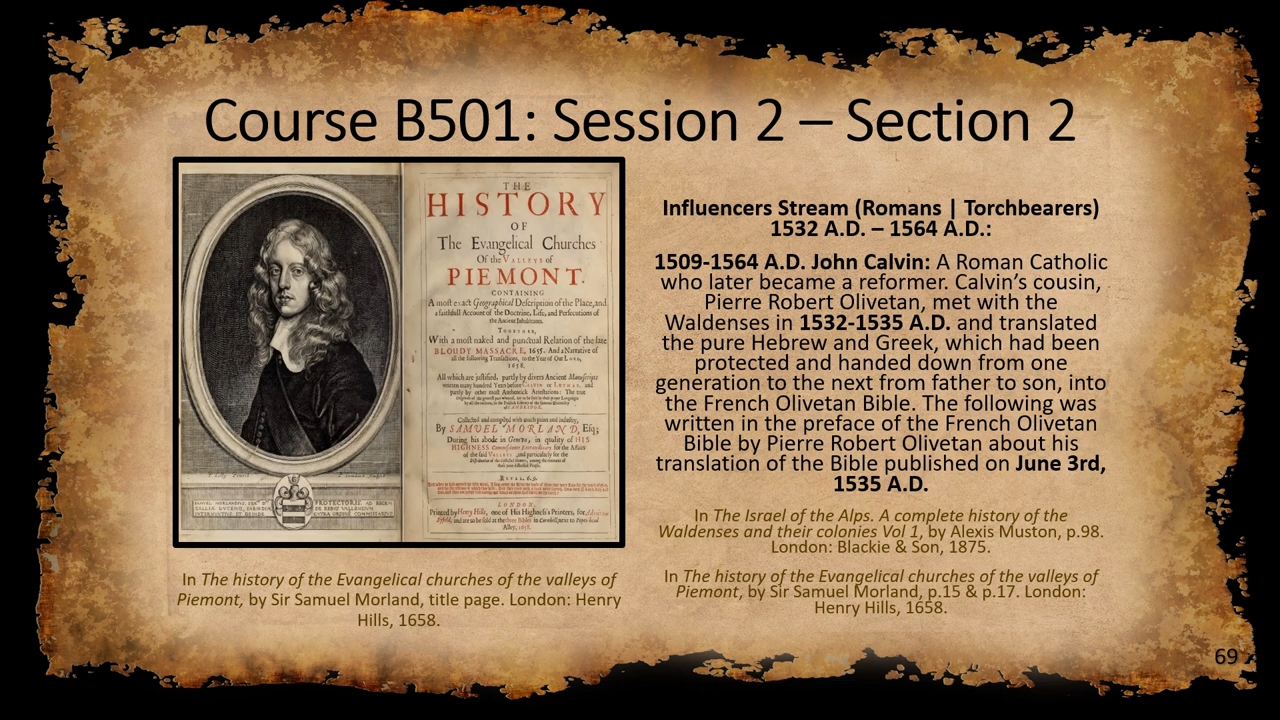 Course B501: Session 2 – Section 2
THE
HISTORY
OF
The Evangelical Churches
Of the VALLEYS of
PIEMONT.
CONTAINING
A most exact Geographical Description of the Place, and
a faithfull Account of the Doctrine, Life, and Persecutions of
the Ancient Inhabitants.
TOGETHER,
With a most naked and punctual Relation of the late
BLOUDY MASSACRE, 1655. And a Narrative of
all the following Transactions, to the Year of Our LORD,
1658.
All which are justified, partly by divers Ancient Manuscripts
written many hundred Years before CALVIN or LUTHER, and
partly by other most Authentick Attestations: The true
CAMBRIDGE.
Collected and compiled with much pains and industry,
By SAMUEL MORLAND, Esq;
During his abode in Geneva, in quality of HIS
HIGHNESS Commissioner Extraordinary for the Affairs
of the said VALLEYS, and particularly for the
LONDON,
Printed by Henry Hills, one of His Highness's Printers, for
and are to be sold at the
Alley, 1658.
PROTECTORIS
In The history of the Evangelical churches of the valleys of
Piemont, by Sir Samuel Morland, title page. London: Henry
Hills, 1658.
Influencers Stream (Romans | Torchbearers)
1532 A.D. – 1564 A.D.:
1509-1564 A.D. John Calvin: A Roman Catholic
who later became a reformer. Calvin’s cousin,
Pierre Robert Olivetan, met with the
Waldenses in 1532-1535 A.D. and translated
the pure Hebrew and Greek, which had been
protected and handed down from one
generation to the next from father to son, into
the French Olivetan Bible. The following was
written in the preface of the French Olivetan
Bible by Pierre Robert Olivetan about his
translation of the Bible published on June 3rd,
1535 A.D.
In The Israel of the Alps. A complete history of the
Waldenses and their colonies Vol 1, by Alexis Muston, p.98.
London: Blackie & Son, 1875.
In The history of the Evangelical churches of the valleys of
Piemont, by Sir Samuel Morland, p.15 & p.17. London:
Henry Hills, 1658.
69